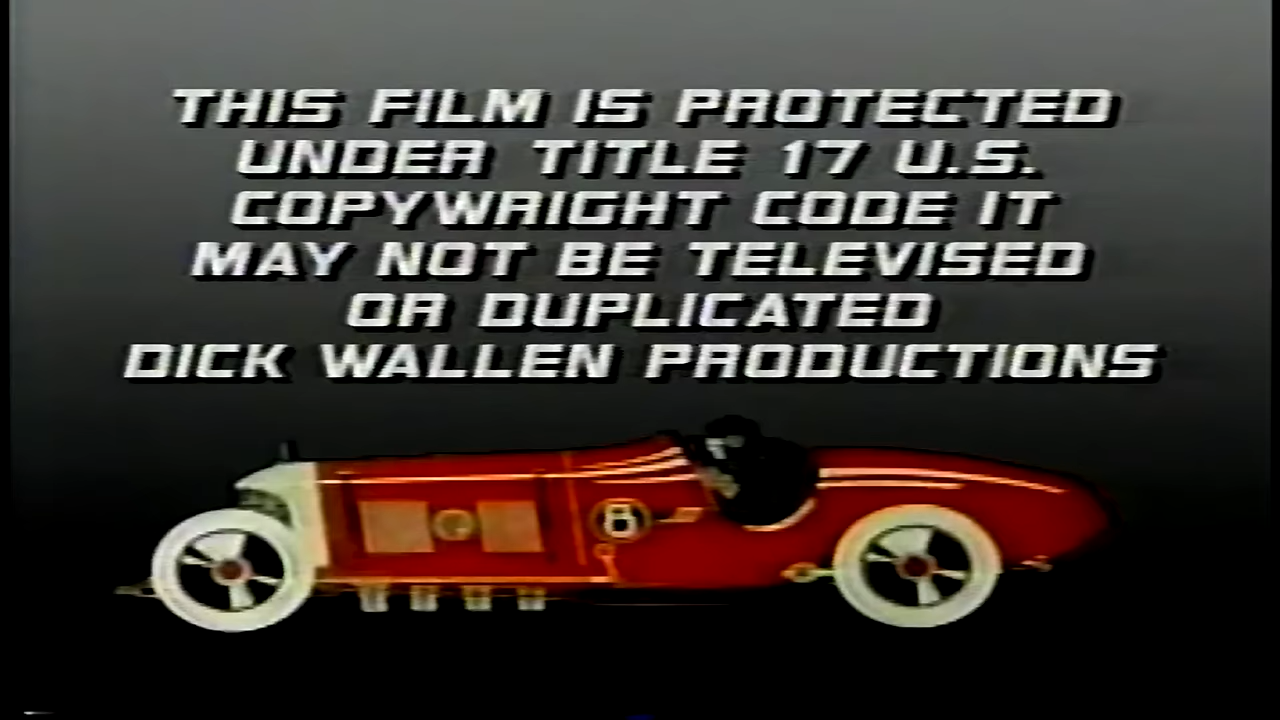 THIS FILM IS PROTECTED
UNDER TITLE 17 U.S.
COPYWRIGHT CODE IT
MAY NOT BE TELEVISED
OR DUPLICATED
DICK WALLEN PRODUCTIONS
8